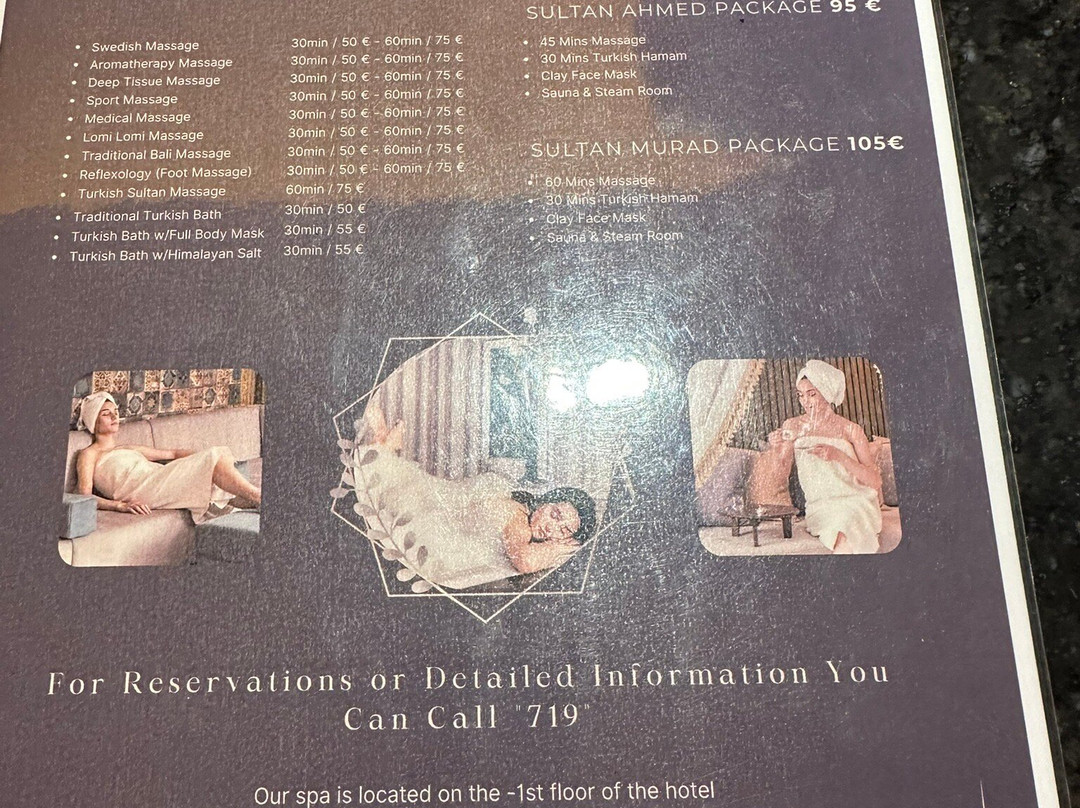 • Swedish Massage 30min / 50 € - 60min / 75 €
• Aromatherapy Massage 30min / 50 € - 60min / 75 €
• Deep Tissue Massage 30min / 50 € - 60min / 75 €
• Sport Massage 30min / 50 € - 60min / 75 €
• Medical Massage 30min / 50 € - 60min / 75 €
• Lomi Lomi Massage 30min / 50 € - 60min / 75 €
• Traditional Bali Massage 30min / 50 € - 60min / 75 €
• Reflexology (Foot Massage) 30min / 50 € - 60min / 75 €
• Turkish Sultan Massage 60min / 75 €
• Traditional Turkish Bath 30min / 50 €
• Turkish Bath w/Full Body Mask 30min / 55 €
• Turkish Bath w/Himalayan Salt 30min / 55 €
SULTAN AHMED PACKAGE 95 €
• 45 Mins Massage
• 30 Mins Turkish Hamam
• Clay Face Mask
• Sauna & Steam Room
SULTAN MURAD PACKAGE 105€
• 60 Mins Massage
• 30 Mins Turkish Hamam
• Clay Face Mask
• Sauna & Steam Room
For Reservations or Detailed Information You
Can Call "719"
Our spa is located on the -1st floor of the hotel